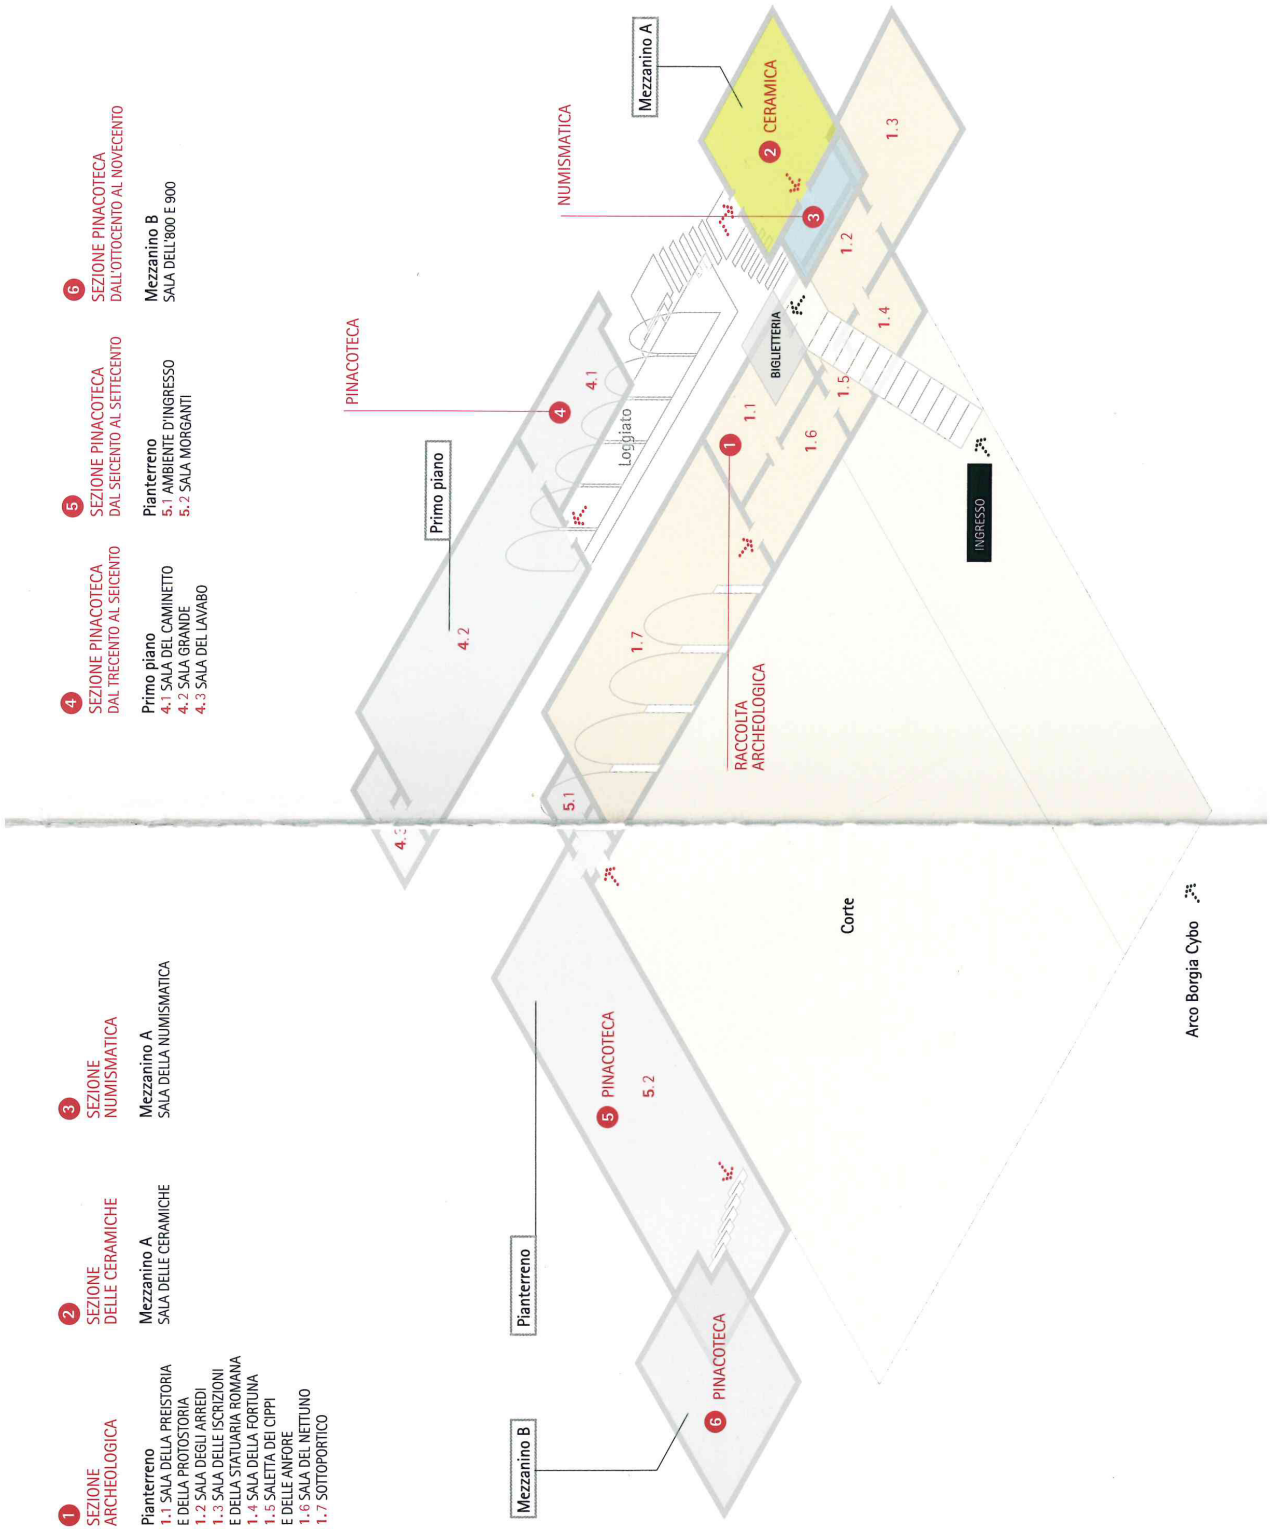 1
SEZIONE
ARCHEOLOGICA
Pianterreno
1.1 SALA DELLA PREISTORIA
E DELLA PROTOSTORIA
1.2 SALA DEGLI ARREDI
1.3 SALA DELLE ISCRIZIONI
E DELLA STATUARIA ROMANA
1.4 SALA DELLA FORTUNA
1.5 SALETTA DEI CIPPI
E DELLE ANFORE
1.6 SALA DEL NETTUNO
1.7 SOTTOPORTICO
2
SEZIONE
DELLE CERAMICHE
Mezzanino A
SALA DELLE CERAMICHE
3
SEZIONE
NUMISMATICA
Mezzanino A
SALA DELLA NUMISMATICA
4
SEZIONE PINACOTECA
DAL TRECENTO AL SEICENTO
Primo piano
4.1 SALA DEL CAMINETTO
4.2 SALA GRANDE
4.3 SALA DEL LAVABO
5
SEZIONE PINACOTECA
DAL SEICENTO AL SETTECENTO
Pianterreno
5.1 AMBIENTE D'INGRESSO
5.2 SALA MORGANTI
6
SEZIONE PINACOTECA
DALL'OTTOCENTO AL NOVECENTO
Mezzanino B
SALA DELL'800 E 900
PINACOTECA
Primo piano
4
4.1
4.2
4.3
Loggiato
NUMISMATICA
Mezzanino A
2 CERAMICA
3
BIGLIETTERIA
1
1.1
1.2
1.3
1.4
1.5
1.6
1.7
RACCOLTA
ARCHEOLOGICA
INGRESSO
5.1
Pianterreno
5 PINACOTECA
5.2
Mezzanino B
6 PINACOTECA
Corte
Arco Borgia Cybo